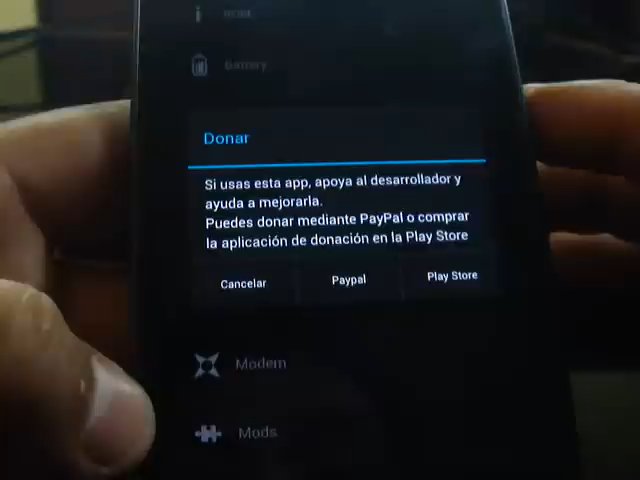 Battery
Donar
Si usas esta app, apoya al desarrollador y
ayuda a mejorarla.
Puedes donar mediante PayPal o comprar
la aplicación de donación en la Play Store
Cancelar
Paypal
Play Store
Modem
Mods